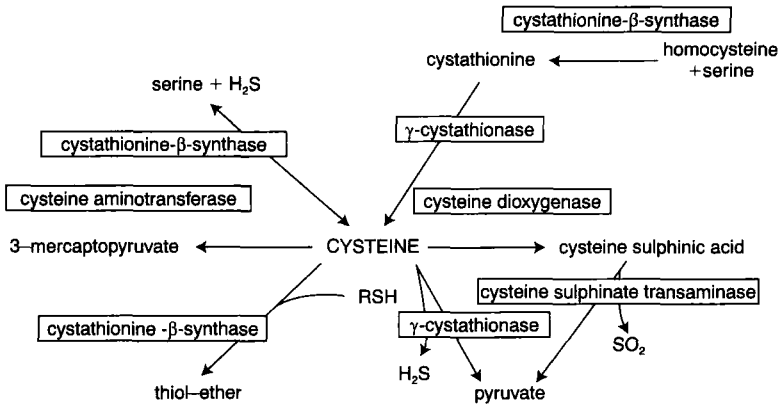 cystathionine-β-synthase
cystathionine
homocysteine
+serine
serine + H₂S
γ-cystathionase
cystathionine-β-synthase
cysteine aminotransferase
cysteine dioxygenase
3–mercaptopyruvate
CYSTEINE
cysteine sulphinic acid
RSH
cysteine sulphinate transaminase
cystathionine -β-synthase
γ-cystathionase
SO₂
H₂S
thiol–ether
pyruvate